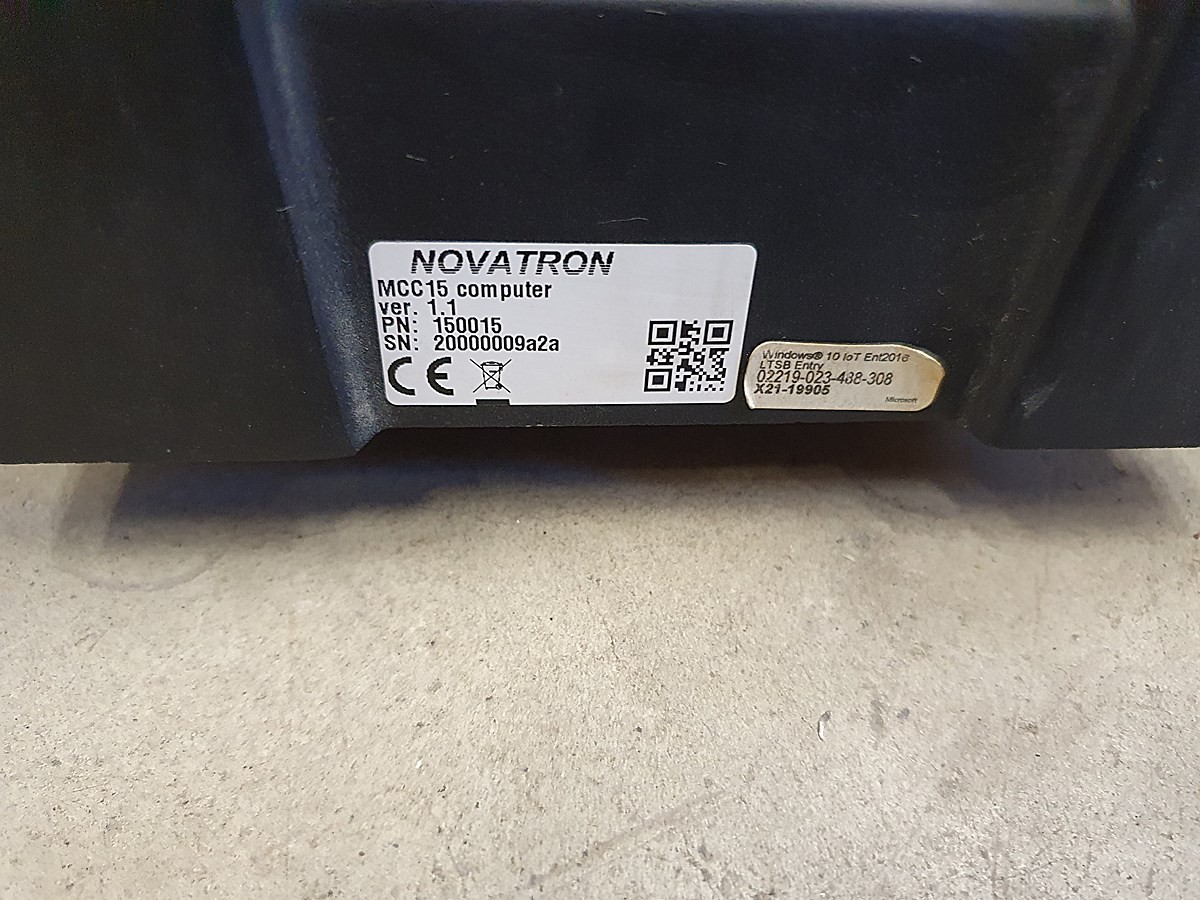 NOVATRON
MCC15 computer
ver. 1.1
PN: 150015
SN: 20000009a2a
CE
Windows® 10 IoT Ent2016
LTSB Entry
02219-023-488-308
X21-19905
Microsoft